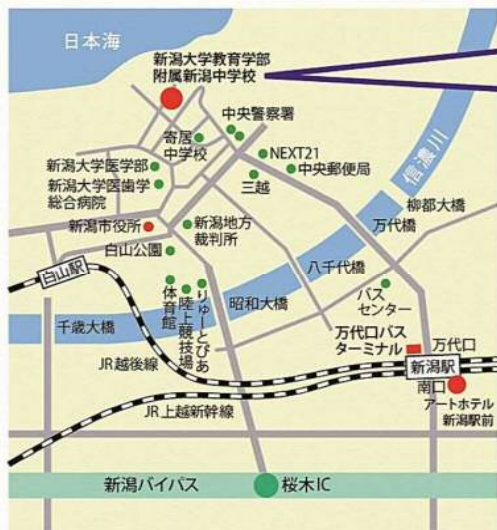 日本海
新潟大学教育学部
附属新潟中学校
信濃川
中央警察署
寄居
中学校
NEXT21
中央郵便局
三越
新潟大学医学部
新潟大学医歯学
総合病院
柳都大橋
万代橋
新潟市役所
新潟地方
裁判所
白山公園
八千代橋
白山駅
バス
センター
体育館
陸上競技場
りゅーとぴあ
昭和大橋
千歳大橋
万代口バス
ターミナル
万代口
JR越後線
新潟駅
南口
アートホテル
新潟駅前
JR上越新幹線
新潟バイパス
桜木IC